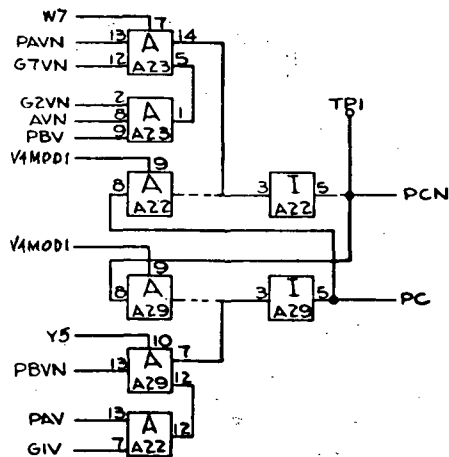 W7
7
PAVN 13 A 14
G7VN 12 A23 5
G2VN 2
AVN 8 A 1
PBV 9 A23
TP1
V4MOD1
9
8 A A22
3 I 5 A22
PCN
V4MOD1
9
8 A A29
3 I 5 A29
PC
Y5
10
PBVN 13 A 7
A29 12
PAV 13 A
G1V 7 A22 12